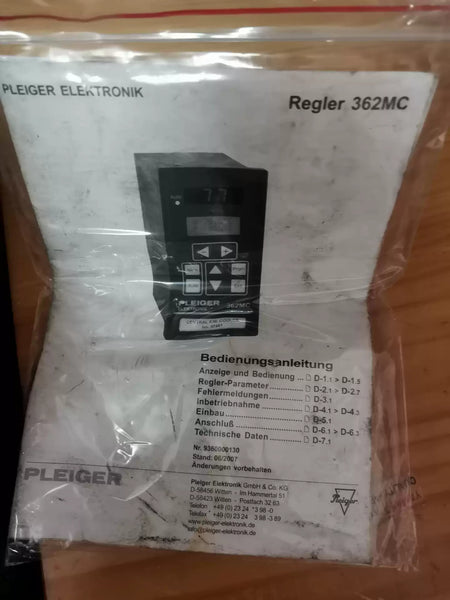 PLEIGER ELEKTRONIK
Regler 362MC
77
PLEIGER
ELEKTRONIK
362MC
Bedienungsanleitung
Anzeige und Bedienung ... D-1.1 > D-1.5
Regler-Parameter ... D-2.1 > D-2.7
Fehlermeldungen ... D-3.1
Inbetriebnahme ... D-4.1 > D-4.3
Einbau ... D-5.1
Anschluß ... D-6.1 > D-6.3
Technische Daten ... D-7.1
Nr. 9360000130
Stand: 06/2007
Änderungen vorbehalten
PLEIGER
Pleiger Elektronik GmbH & Co. KG
D-58456 Witten - Im Hammertal 51
D-58423 Witten - Postfach 32 63
Telefon +49 (0) 23 24 *3 98 -0
Telefax +49 (0) 23 24 3 98 -3 89
www.pleiger-elektronik.de
info@pleiger-elektronik.de
Pleiger